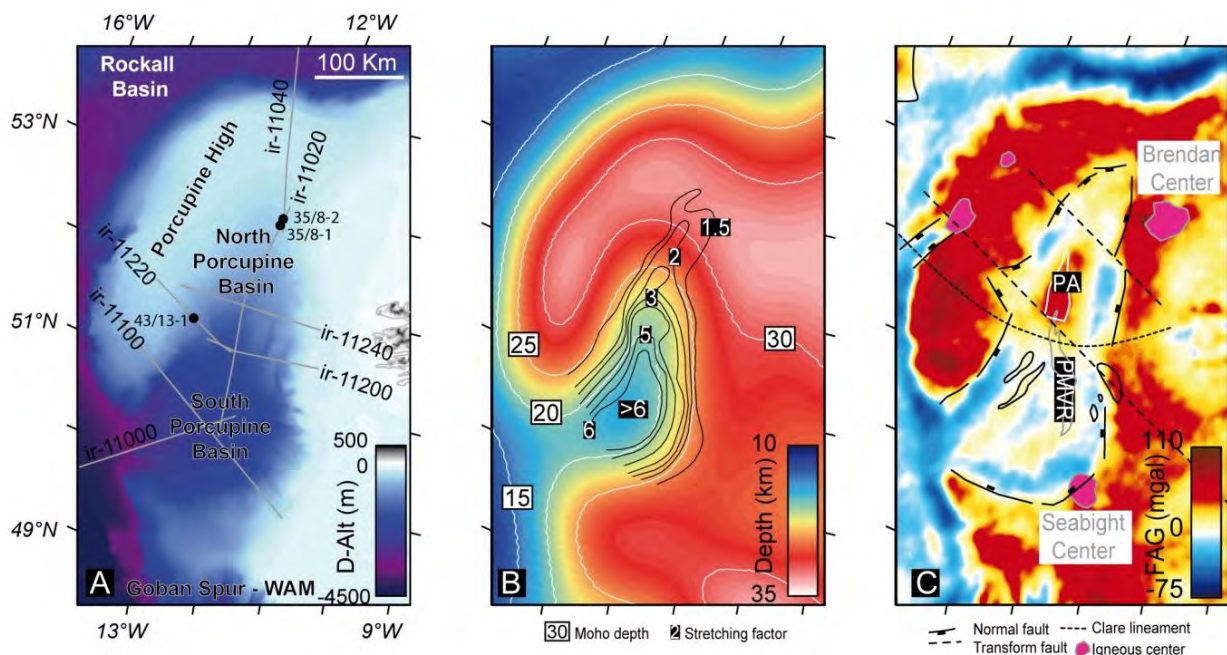 16°W
12°W
Rockall
Basin
100 Km
53°N
ir-11040
ir-11020
Porcupine High
35/8-2
35/8-1
North
Porcupine
Basin
ir-11220
43/13-1
51°N
ir-11100
ir-11240
ir-11200
South
Porcupine
Basin
ir-11000
49°N
500
0
-4500
D-Alt (m)
A
Goban Spur - WAM
13°W
9°W
1.5
2
3
5
>6
6
25
20
15
30
10
35
Depth (km)
B
30 Moho depth
2 Stretching factor
Brendan
Center
PA
PMVR
Seabight
Center
110
0
-75
FAG (mgal)
C
Normal fault
Transform fault
Clare lineament
Igneous center